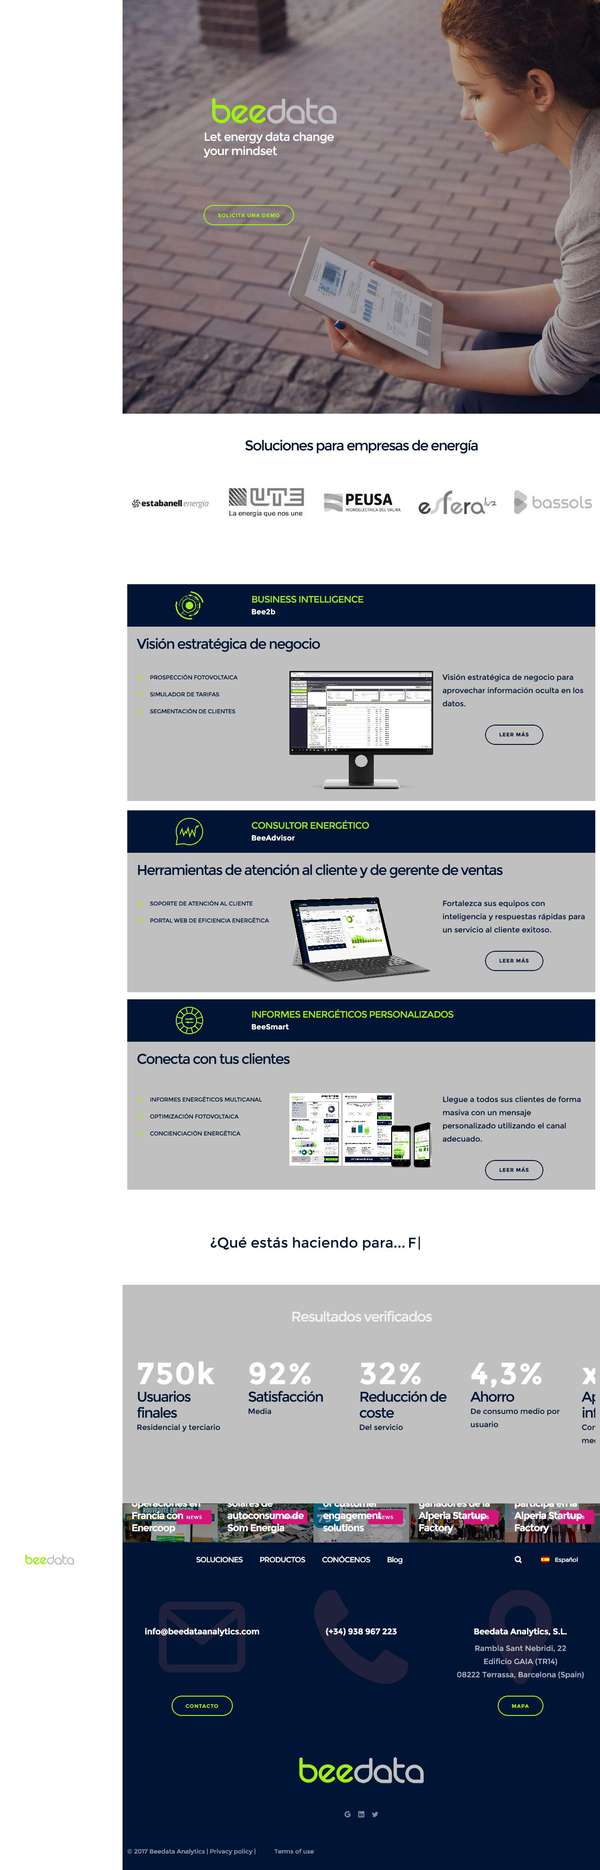 beedata
Let energy data change
your mindset
SOLICITA UNA DEMO
Soluciones para empresas de energía
estabanell energia
UTE
La energía que nos une
PEUSA
HIDROELÈCTRICA DEL VALIRA
esfera luz
bassols
BUSINESS INTELLIGENCE
Bee2b
Visión estratégica de negocio
PROSPECCIÓN FOTOVOLTAICA
SIMULADOR DE TARIFAS
SEGMENTACIÓN DE CLIENTES
Visión estratégica de negocio para
aprovechar información oculta en los
datos.
LEER MÁS
CONSULTOR ENERGÉTICO
BeeAdvisor
Herramientas de atención al cliente y de gerente de ventas
SOPORTE DE ATENCIÓN AL CLIENTE
PORTAL WEB DE EFICIENCIA ENERGÉTICA
Fortalezca sus equipos con
inteligencia y respuestas rápidas para
un servicio al cliente exitoso.
LEER MÁS
INFORMES ENERGÉTICOS PERSONALIZADOS
BeeSmart
Conecta con tus clientes
INFORMES ENERGÉTICOS MULTICANAL
OPTIMIZACIÓN FOTOVOLTAICA
CONCIENCIACIÓN ENERGÉTICA
Llegue a todos sus clientes de forma
masiva con un mensaje
personalizado utilizando el canal
adecuado.
LEER MÁS
¿Qué estás haciendo para... F|
Resultados verificados
750k
Usuarios
finales
Residencial y terciario
92%
Satisfacción
Media
32%
Reducción de
coste
Del servicio
4,3%
Ahorro
De consumo medio por
usuario
operaciones en
Francia con
Enercoop
NEWS
solares de
autoconsumo de
Som Energia
of customer
engagement
solutions
NEWS
ganadores de la
Alperia Startup
Factory
participa en la
Alperia Startup
Factory
beedata
SOLUCIONES
PRODUCTOS
CONÓCENOS
Blog
Español
info@beedataanalytics.com
CONTACTO
(+34) 938 967 223
Beedata Analytics, S.L.
Rambla Sant Nebridi, 22
Edificio GAIA (TR14)
08222 Terrassa, Barcelona (Spain)
MAPA
beedata
© 2017 Beedata Analytics | Privacy policy |
Terms of use